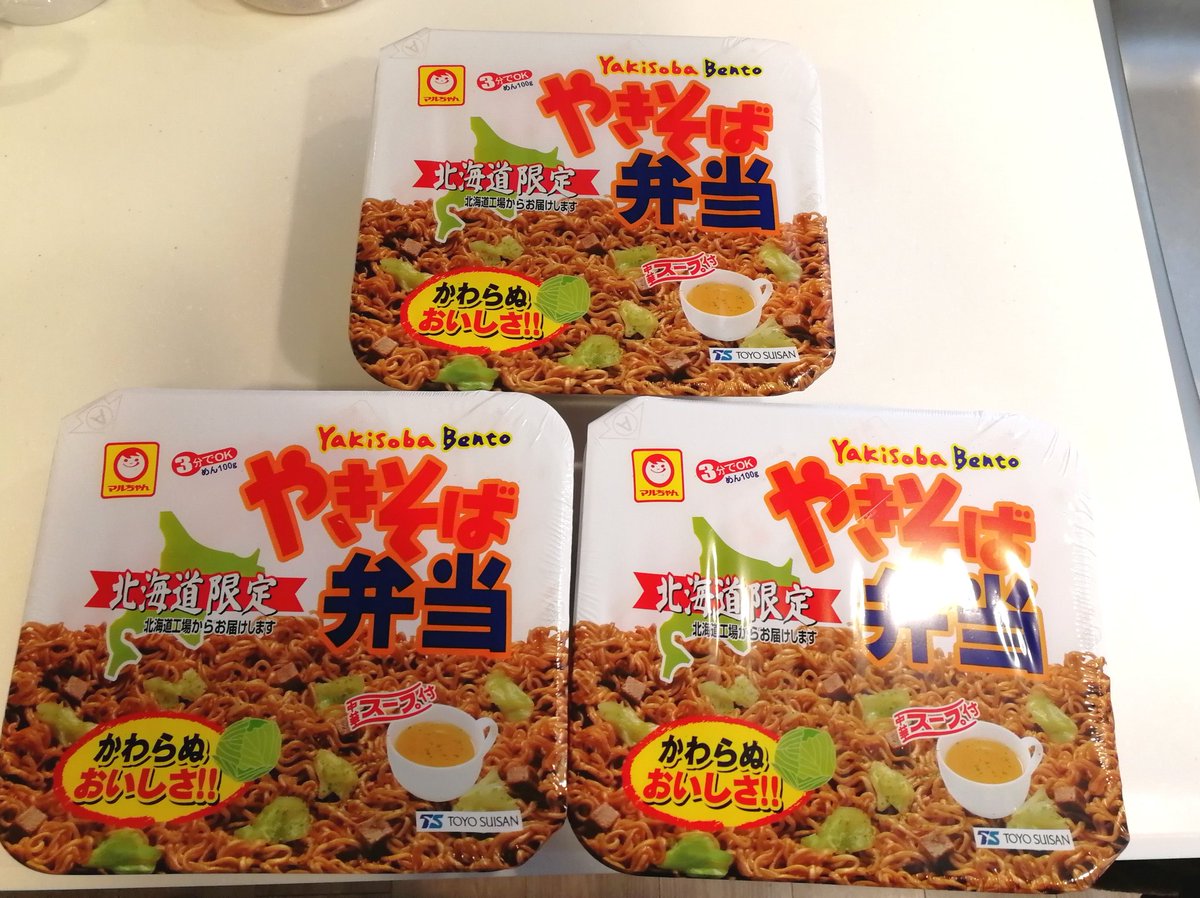 Yakisoba Bento
マルちゃん
3分でOK
めん100g
やきそば
弁当
北海道限定
北海道工場からお届けします
中華スープ付
かわらぬ
おいしさ!!
TS TOYO SUISAN
Yakisoba Bento
マルちゃん
3分でOK
めん100g
やきそば
弁当
北海道限定
北海道工場からお届けします
中華スープ付
かわらぬ
おいしさ!!
TS TOYO SUISAN
Yakisoba Bento
マルちゃん
3分でOK
めん100g
やきそば
弁当
北海道限定
北海道工場からお届けします
中華スープ付
かわらぬ
おいしさ!!
TS TOYO SUISAN